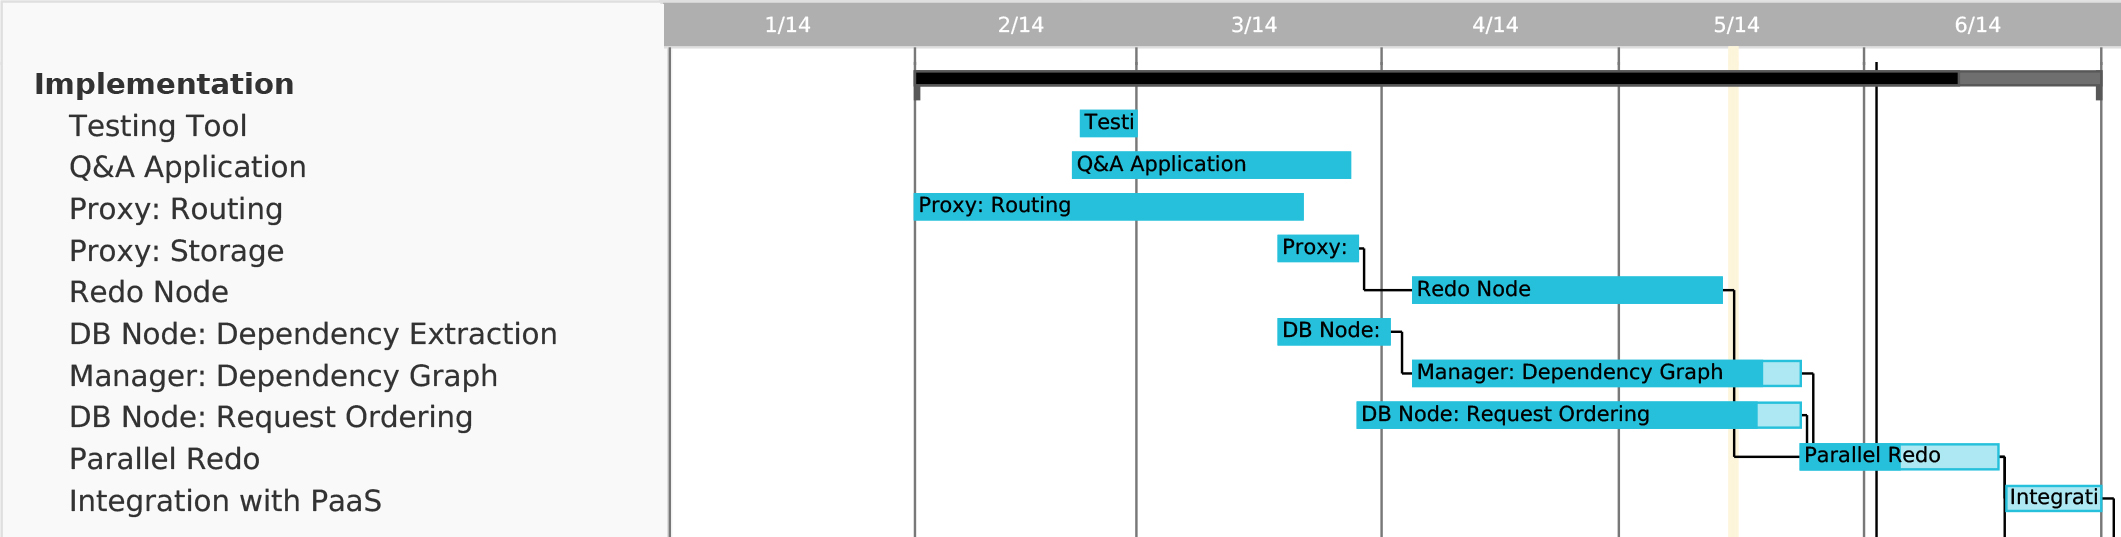 1/14 2/14 3/14 4/14 5/14 6/14
Implementation
Testing Tool Testi
Q&A Application Q&A Application
Proxy: Routing Proxy: Routing
Proxy: Storage Proxy:
Redo Node Redo Node
DB Node: Dependency Extraction DB Node:
Manager: Dependency Graph Manager: Dependency Graph
DB Node: Request Ordering DB Node: Request Ordering
Parallel Redo Parallel Redo
Integration with PaaS Integrati